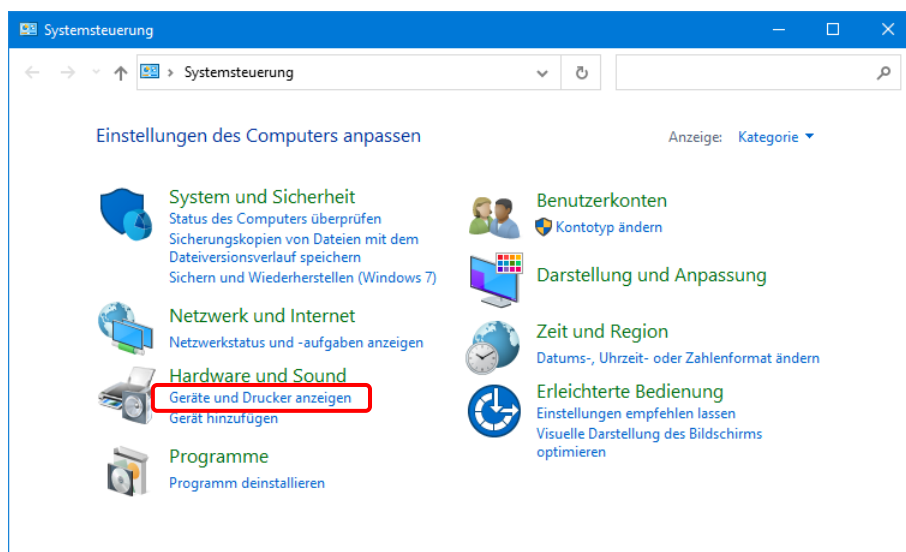 Systemsteuerung
Systemsteuerung
Einstellungen des Computers anpassen
Anzeige: Kategorie
System und Sicherheit
Status des Computers überprüfen
Sicherungskopien von Dateien mit dem
Dateiversionsverlauf speichern
Sichern und Wiederherstellen (Windows 7)
Netzwerk und Internet
Netzwerkstatus und -aufgaben anzeigen
Hardware und Sound
Geräte und Drucker anzeigen
Gerät hinzufügen
Programme
Programm deinstallieren
Benutzerkonten
Kontotyp ändern
Darstellung und Anpassung
Zeit und Region
Datums-, Uhrzeit- oder Zahlenformat ändern
Erleichterte Bedienung
Einstellungen empfehlen lassen
Visuelle Darstellung des Bildschirms
optimieren